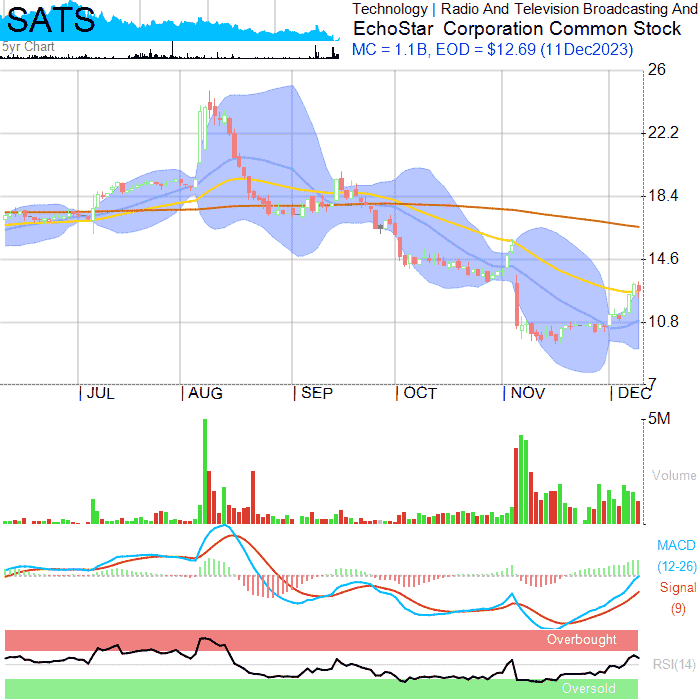 SATS
5yr Chart
Technology | Radio And Television Broadcasting And
EchoStar Corporation Common Stock
MC = 1.1B, EOD = $12.69 (11Dec2023)
26
22.2
18.4
14.6
10.8
7
| JUL | AUG | SEP | OCT | NOV | DEC
5M
Volume
MACD
(12-26)
Signal
(9)
Overbought
RSI(14)
Oversold